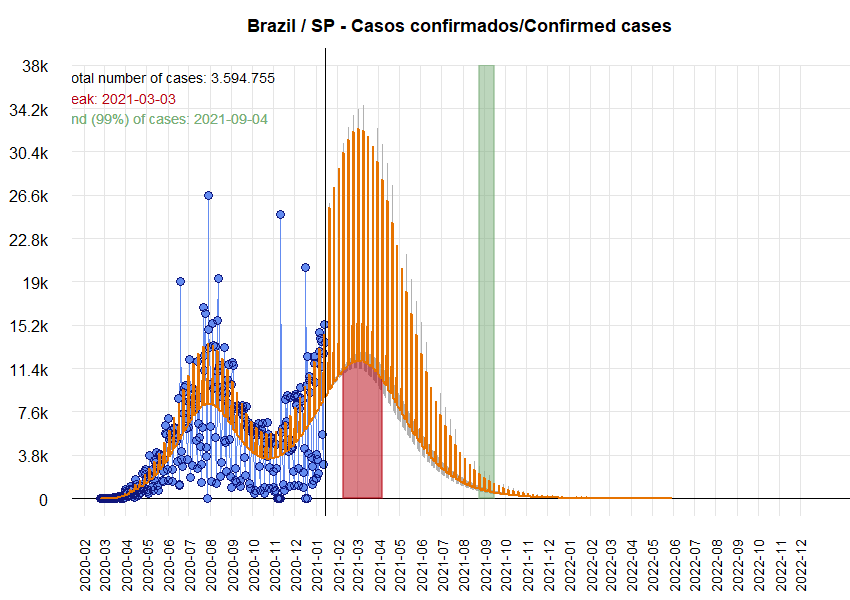 Brazil / SP - Casos confirmados/Confirmed cases
38k
otal number of cases: 3.594.755
eak: 2021-03-03
34.2k
nd (99%) of cases: 2021-09-04
30.4k
26.6k
22.8k
19k
15.2k
11.4k
7.6k
3.8k
0
2020-02
2020-03
2020-04
2020-05
2020-06
2020-07
2020-08
2020-09
2020-10
2020-11
2020-12
2021-01
2021-02
2021-03
2021-04
2021-05
2021-06
2021-07
2021-08
2021-09
2021-10
2021-11
2021-12
2022-01
2022-02
2022-03
2022-04
2022-05
2022-06
2022-07
2022-08
2022-09
2022-10
2022-11
2022-12